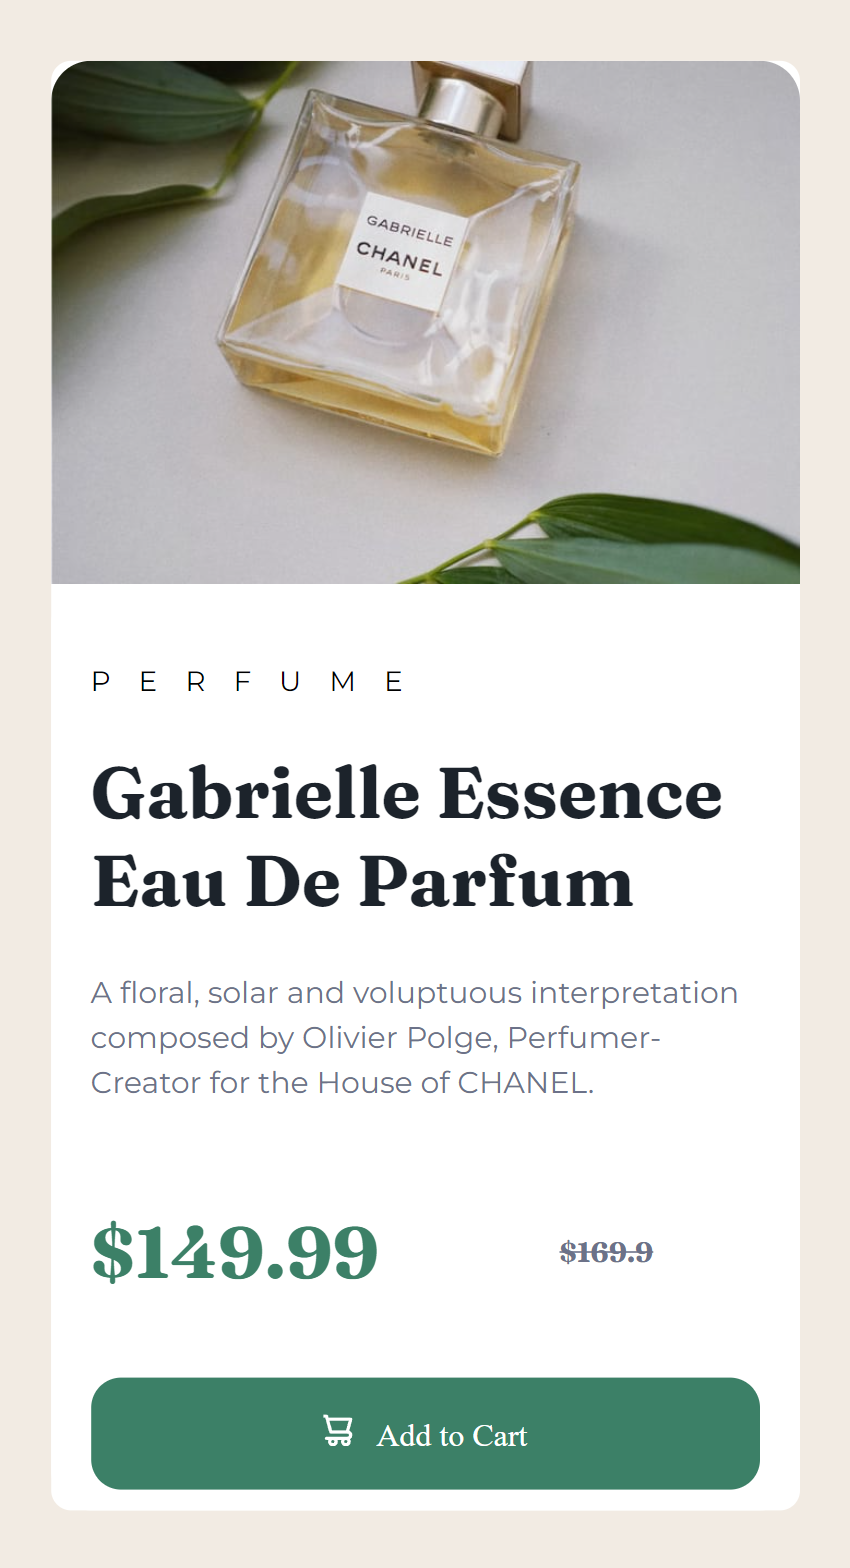 GABRIELLE
CHANEL
PARIS
P E R F U M E
Gabrielle Essence
Eau De Parfum
A floral, solar and voluptuous interpretation
composed by Olivier Polge, Perfumer-
Creator for the House of CHANEL.
$149.99 $169.9
Add to Cart